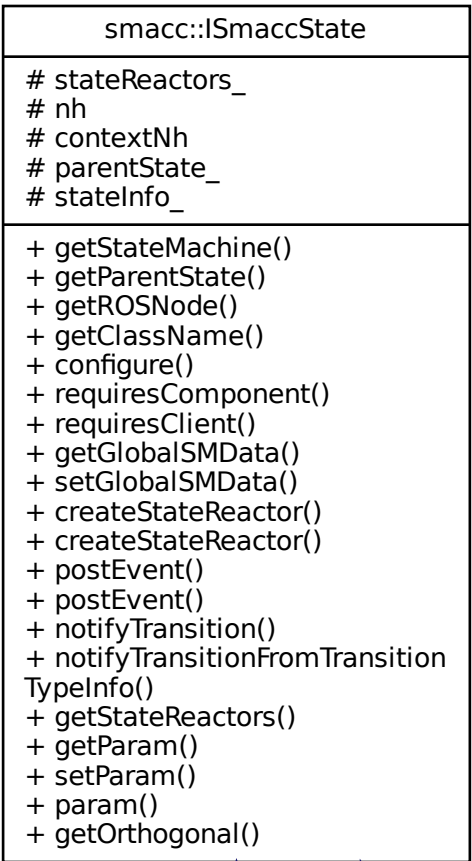 smacc::ISmaccState
# stateReactors_
# nh
# contextNh
# parentState_
# stateInfo_
+ getStateMachine()
+ getParentState()
+ getROSNode()
+ getClassName()
+ configure()
+ requiresComponent()
+ requiresClient()
+ getGlobalSMData()
+ setGlobalSMData()
+ createStateReactor()
+ createStateReactor()
+ postEvent()
+ postEvent()
+ notifyTransition()
+ notifyTransitionFromTransition
TypeInfo()
+ getStateReactors()
+ getParam()
+ setParam()
+ param()
+ getOrthogonal()